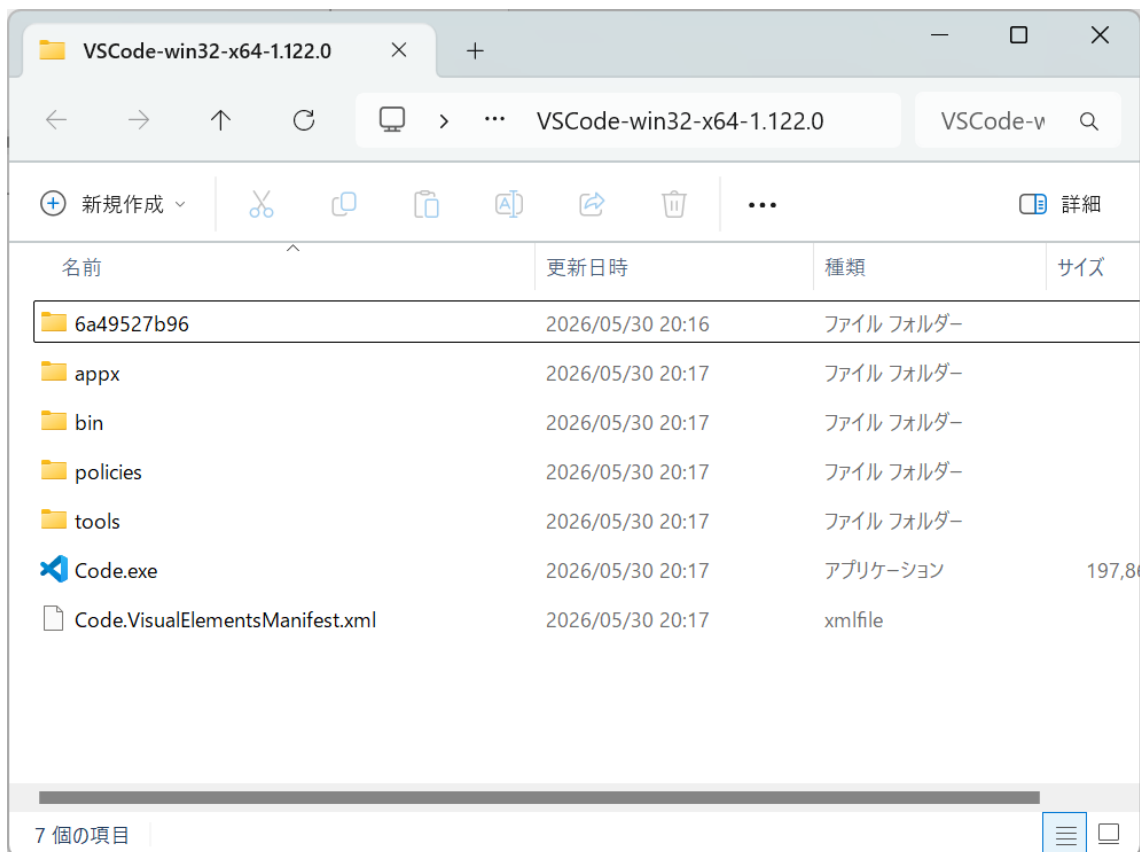 VSCode-win32-x64-1.122.0
VSCode-win32-x64-1.122.0 VSCode-w
新規作成 詳細
名前 更新日時 種類 サイズ
6a49527b96 2026/05/30 20:16 ファイル フォルダー
appx 2026/05/30 20:17 ファイル フォルダー
bin 2026/05/30 20:17 ファイル フォルダー
policies 2026/05/30 20:17 ファイル フォルダー
tools 2026/05/30 20:17 ファイル フォルダー
Code.exe 2026/05/30 20:17 アプリケーション 197,8
Code.VisualElementsManifest.xml 2026/05/30 20:17 xmlfile
7 個の項目